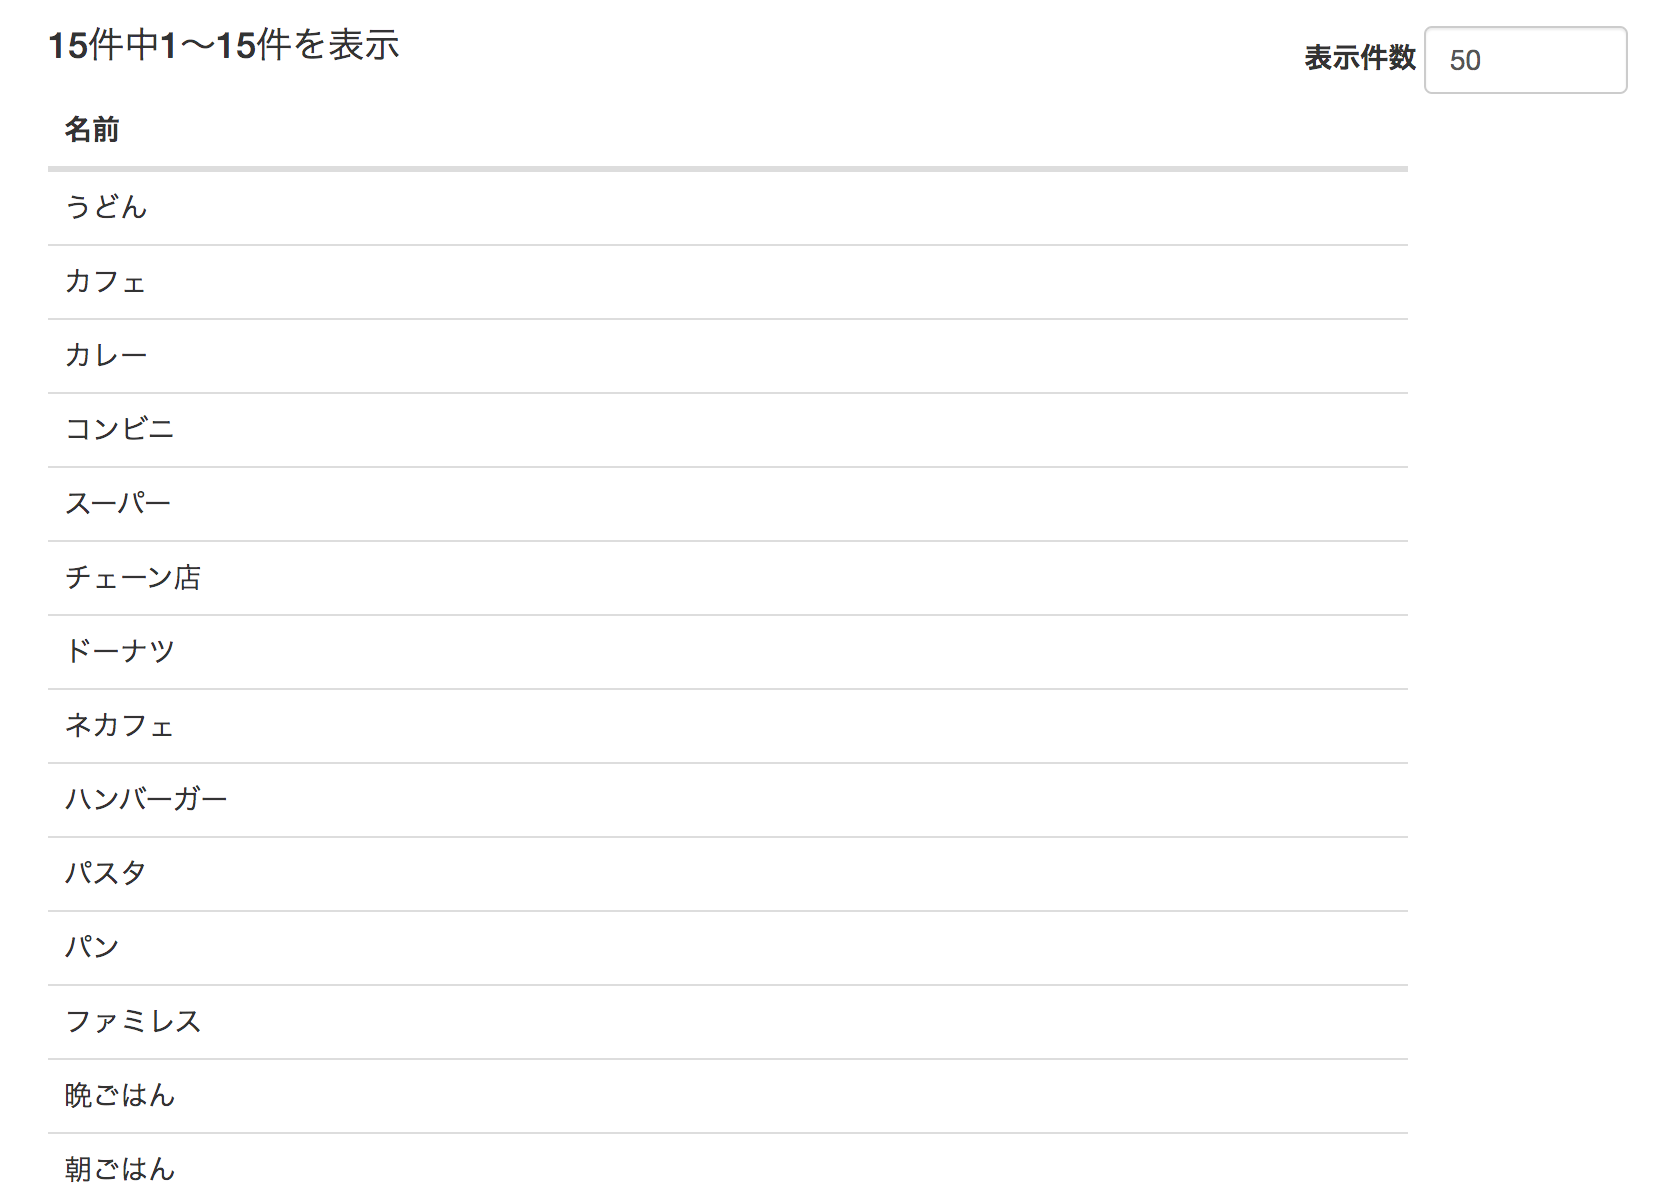 15件中1〜15件を表示
表示件数 50
名前
うどん
カフェ
カレー
コンビニ
スーパー
チェーン店
ドーナツ
ネカフェ
ハンバーガー
パスタ
パン
ファミレス
晩ごはん
朝ごはん